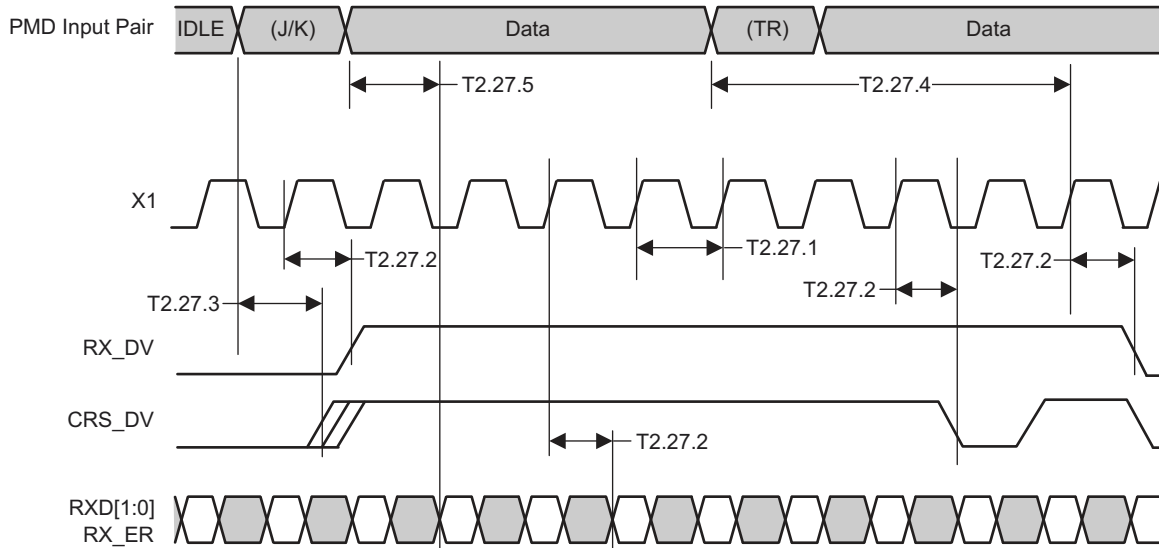 PMD Input Pair
IDLE
(J/K)
Data
(TR)
Data
T2.27.5
T2.27.4
X1
T2.27.2
T2.27.1
T2.27.2
T2.27.2
T2.27.3
RX_DV
CRS_DV
T2.27.2
RXD[1:0]
RX_ER